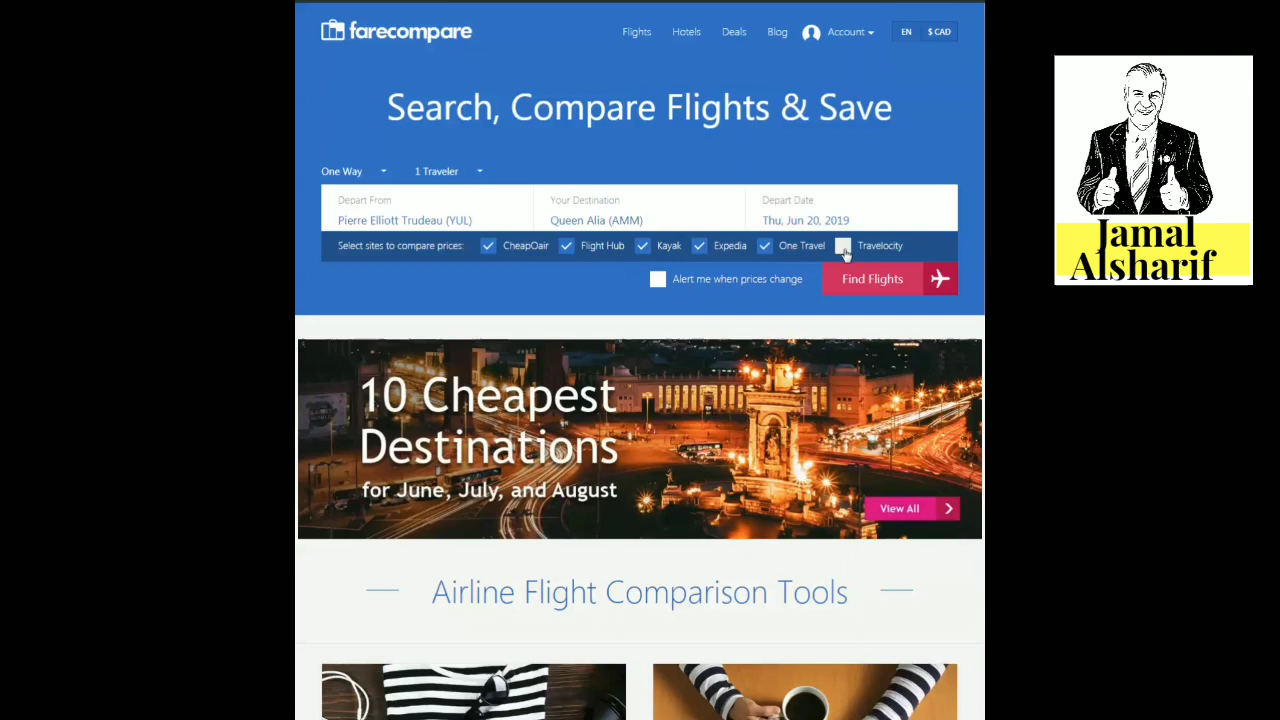 farecompare
Flights Hotels Deals Blog Account EN $ CAD
Search, Compare Flights & Save
One Way 1 Traveler
Depart From Your Destination Depart Date
Pierre Elliott Trudeau (YUL) Queen Alia (AMM) Thu, Jun 20, 2019
Select sites to compare prices: CheapOair Flight Hub Kayak Expedia One Travel Travelocity
Alert me when prices change Find Flights
10 Cheapest
Destinations
for June, July, and August
View All
Airline Flight Comparison Tools
Jamal
Alsharif